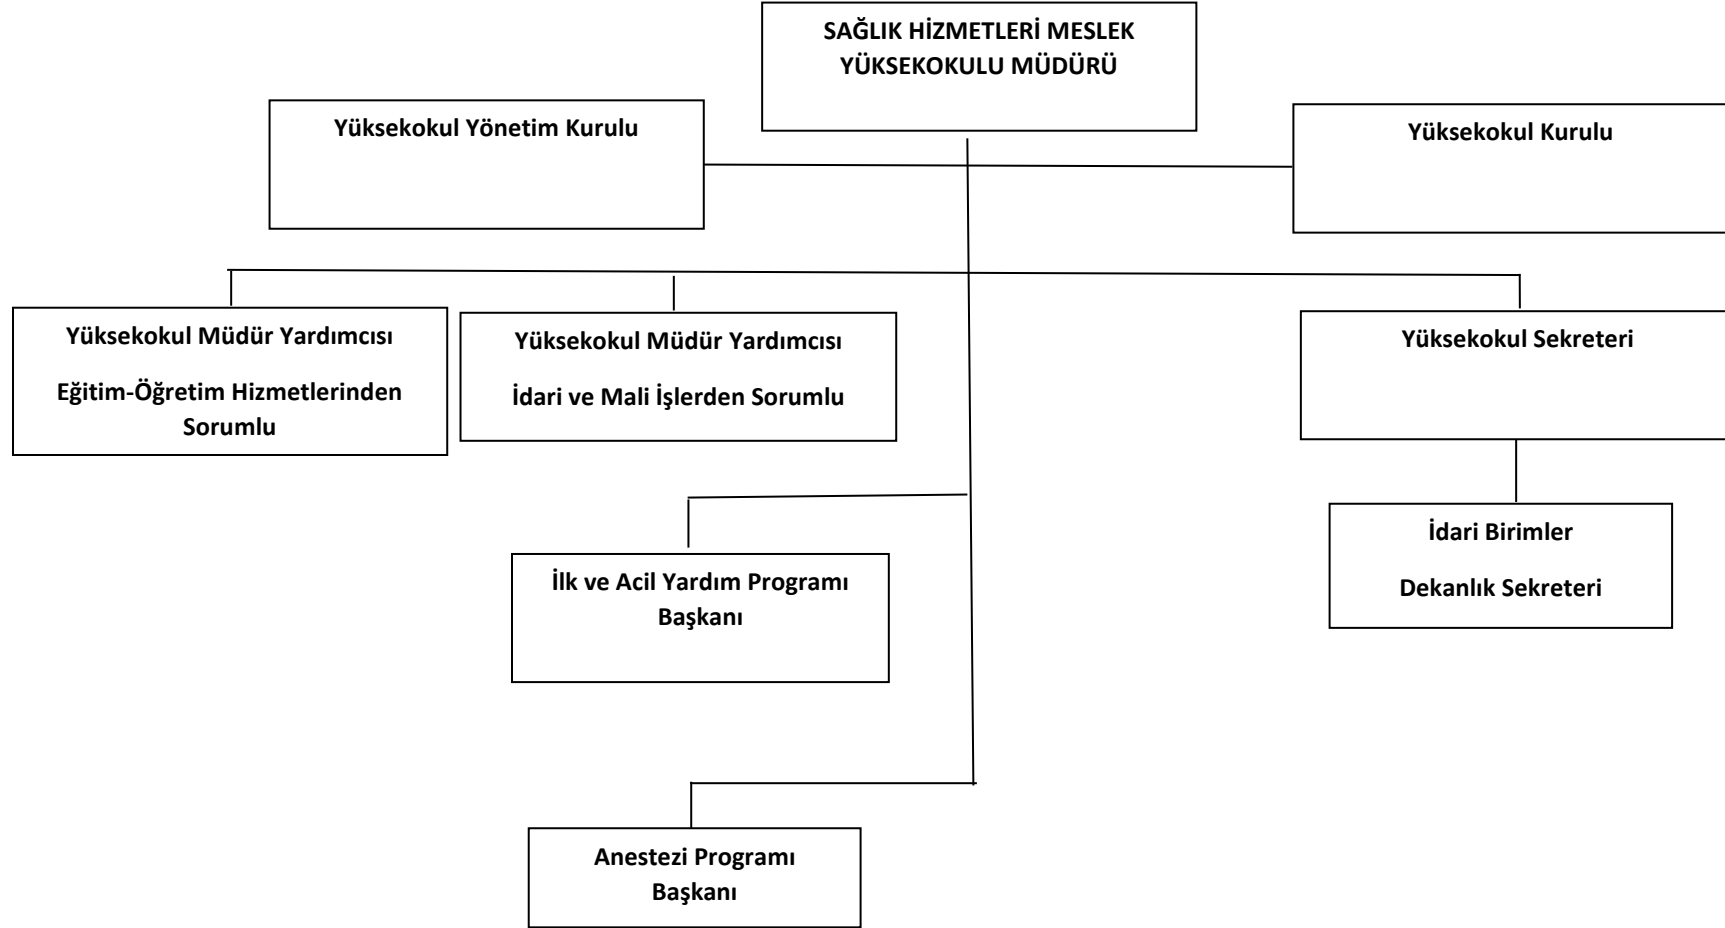 SAĞLIK HİZMETLERİ MESLEK
YÜKSEKOKULU MÜDÜRÜ
Yüksekokul Yönetim Kurulu
Yüksekokul Kurulu
Yüksekokul Müdür Yardımcısı
Eğitim-Öğretim Hizmetlerinden
Sorumlu
Yüksekokul Müdür Yardımcısı
İdari ve Mali İşlerden Sorumlu
Yüksekokul Sekreteri
İdari Birimler
Dekanlık Sekreteri
İlk ve Acil Yardım Programı
Başkanı
Anestezi Programı
Başkanı